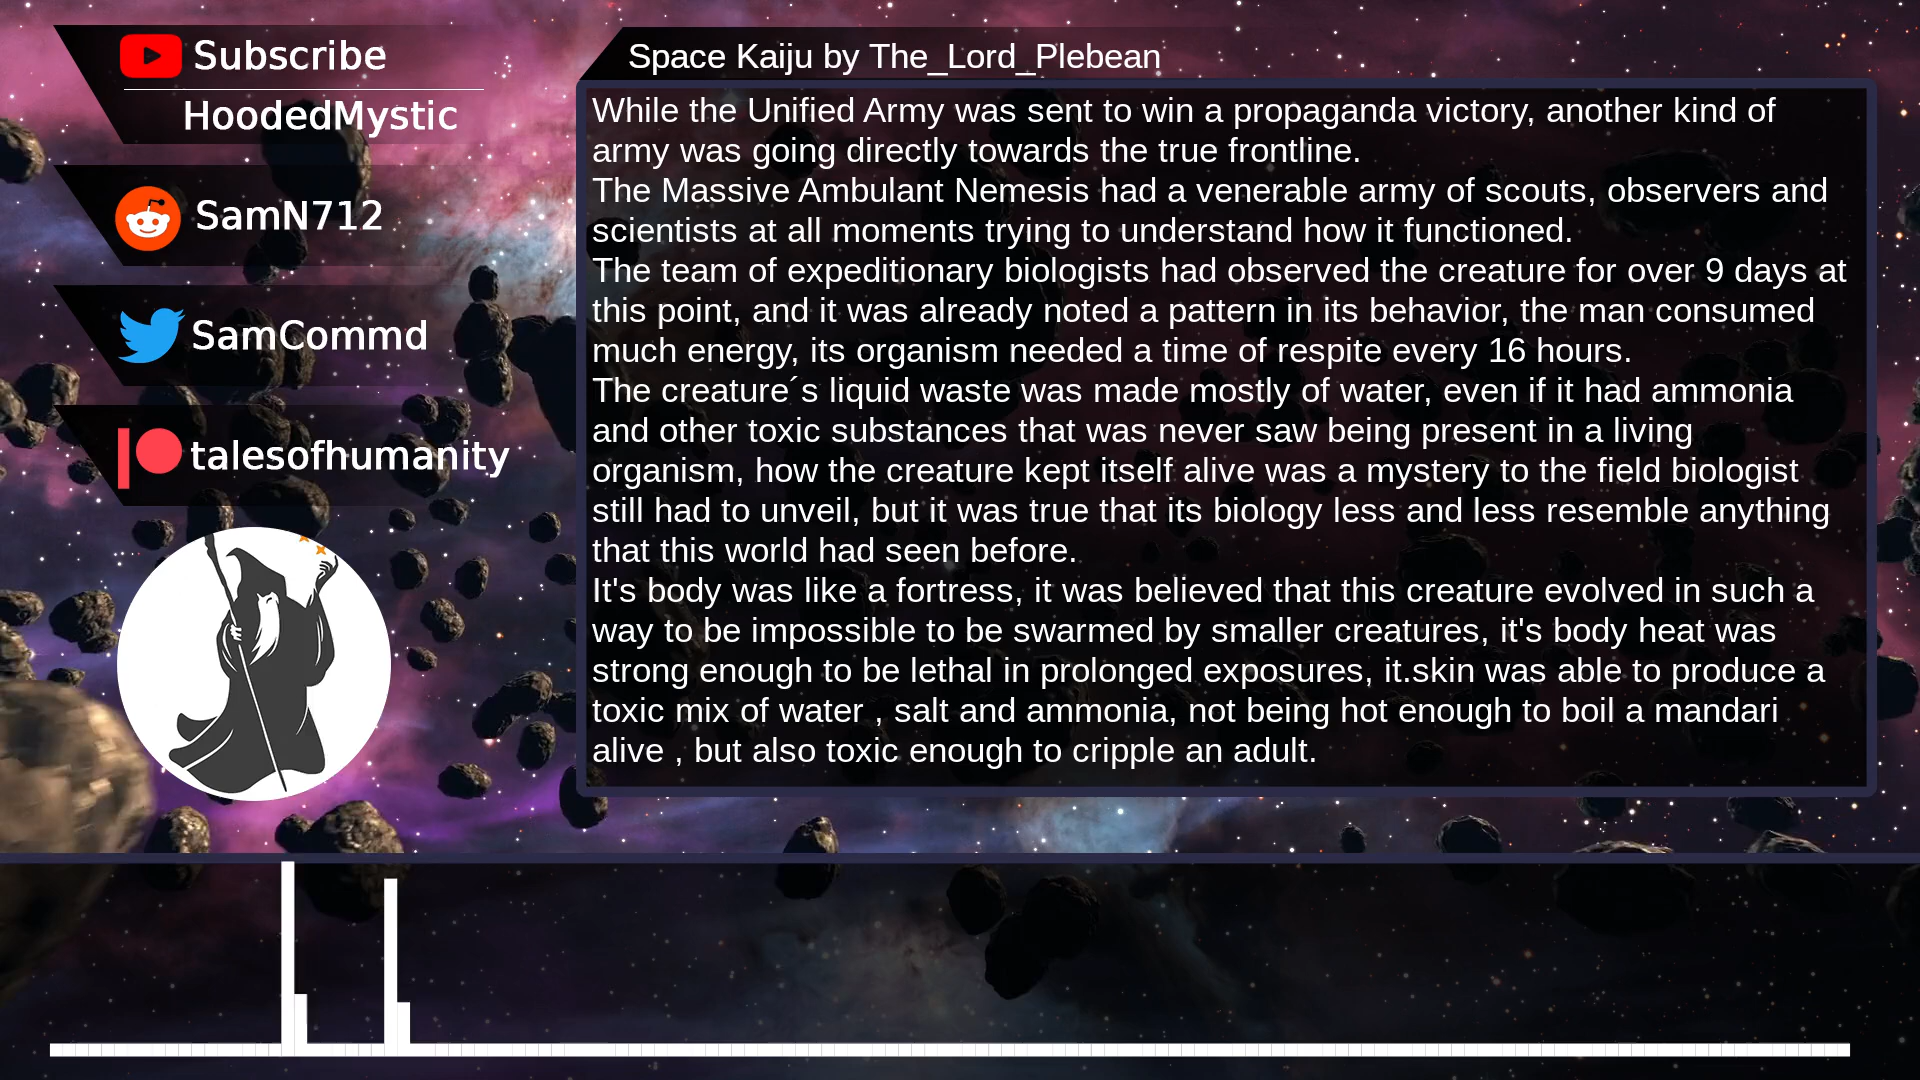 Subscribe
HoodedMystic
SamN712
SamCommd
talesofhumanity
Space Kaiju by The_Lord_Plebean
While the Unified Army was sent to win a propaganda victory, another kind of
army was going directly towards the true frontline.
The Massive Ambulant Nemesis had a venerable army of scouts, observers and
scientists at all moments trying to understand how it functioned.
The team of expeditionary biologists had observed the creature for over 9 days at
this point, and it was already noted a pattern in its behavior, the man consumed
much energy, its organism needed a time of respite every 16 hours.
The creature´s liquid waste was made mostly of water, even if it had ammonia
and other toxic substances that was never saw being present in a living
organism, how the creature kept itself alive was a mystery to the field biologist
still had to unveil, but it was true that its biology less and less resemble anything
that this world had seen before.
It's body was like a fortress, it was believed that this creature evolved in such a
way to be impossible to be swarmed by smaller creatures, it's body heat was
strong enough to be lethal in prolonged exposures, it.skin was able to produce a
toxic mix of water , salt and ammonia, not being hot enough to boil a mandari
alive , but also toxic enough to cripple an adult.